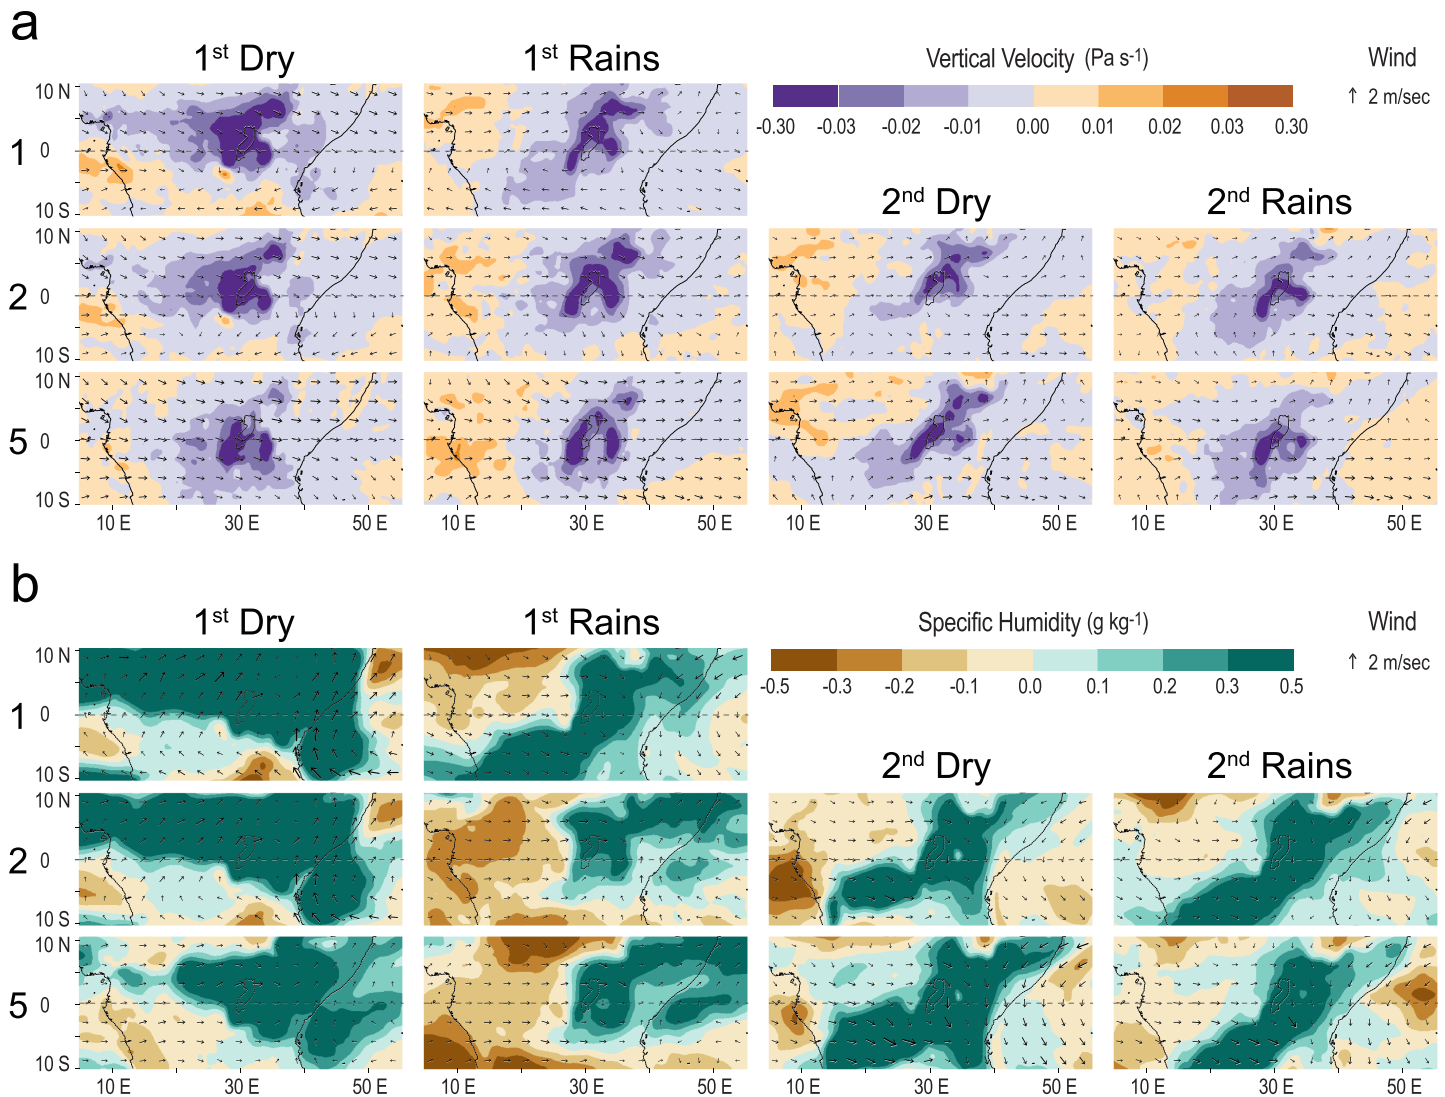 a
1st Dry
1st Rains
Vertical Velocity (Pa s-1)
Wind
-0.30 -0.03 -0.02 -0.01 0.00 0.01 0.02 0.03 0.30
2 m/sec
10 N
1 0
10 S
2nd Dry
2nd Rains
10 N
2 0
10 S
10 N
5 0
10 S
10 E 30 E 50 E 10 E 30 E 50 E 10 E 30 E 50 E 10 E 30 E 50 E
b
1st Dry
1st Rains
Specific Humidity (g kg-1)
Wind
-0.5 -0.3 -0.2 -0.1 0.0 0.1 0.2 0.3 0.5
2 m/sec
10 N
1 0
10 S
2nd Dry
2nd Rains
10 N
2 0
10 S
10 N
5 0
10 S
10 E 30 E 50 E 10 E 30 E 50 E 10 E 30 E 50 E 10 E 30 E 50 E